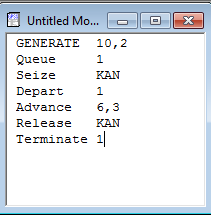 Untitled Mo...
GENERATE 10,2
Queue 1
Seize KAN
Depart 1
Advance 6,3
Release KAN
Terminate 1